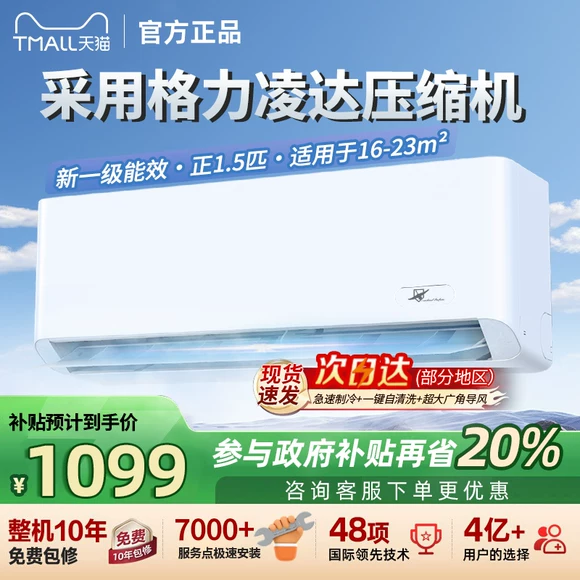 TMALL天猫 官方正品
采用格力凌达压缩机
新一级能效·正1.5匹·适用于16-23m²
现货速发 次日达 (部分地区)
急速制冷+一键自清洗+超大广角导风
补贴预计到手价
¥1099
参与政府补贴再省20%
咨询客服下单更优惠
整机10年
免费包修
免费
10年包修
7000+
服务点极速安装
48项
国际领先技术
4亿+
用户的选择